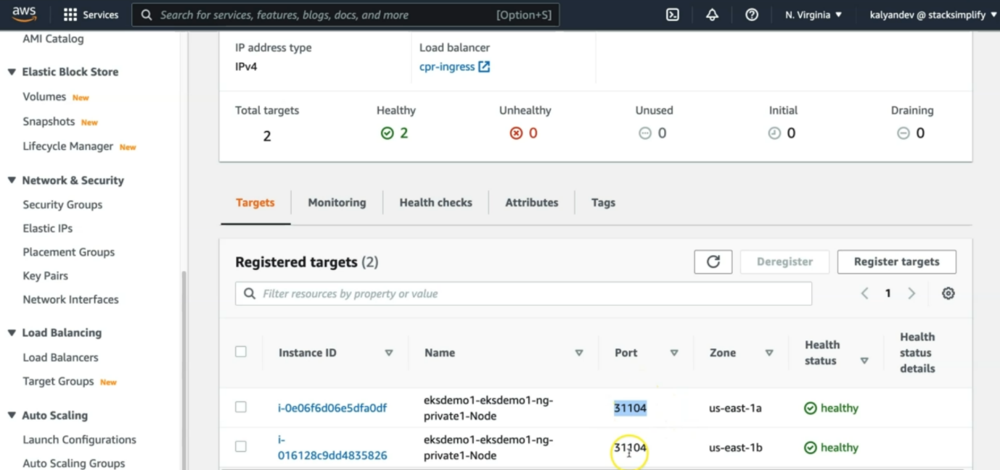 aws
Services
Search for services, features, blogs, docs, and more
[Option+S]
N. Virginia ▼
kalyandev @ stacksimplify ▼
AMI Catalog
▼ Elastic Block Store
Volumes New
Snapshots New
Lifecycle Manager New
▼ Network & Security
Security Groups
Elastic IPs
Placement Groups
Key Pairs
Network Interfaces
▼ Load Balancing
Load Balancers
Target Groups New
▼ Auto Scaling
Launch Configurations
Auto Scaling Groups
IP address type
IPv4
Load balancer
cpr-ingress
Total targets
2
Healthy
2
Unhealthy
0
Unused
0
Initial
0
Draining
0
Targets
Monitoring
Health checks
Attributes
Tags
Registered targets (2)
Deregister
Register targets
Filter resources by property or value
1
Instance ID
Name
Port
Zone
Health
status
Health
status
details
i-0e06f6d06e5dfa0df
eksdemo1-eksdemo1-ng-
private1-Node
31104
us-east-1a
healthy
i-
016128c9dd4835826
eksdemo1-eksdemo1-ng-
private1-Node
31104
us-east-1b
healthy